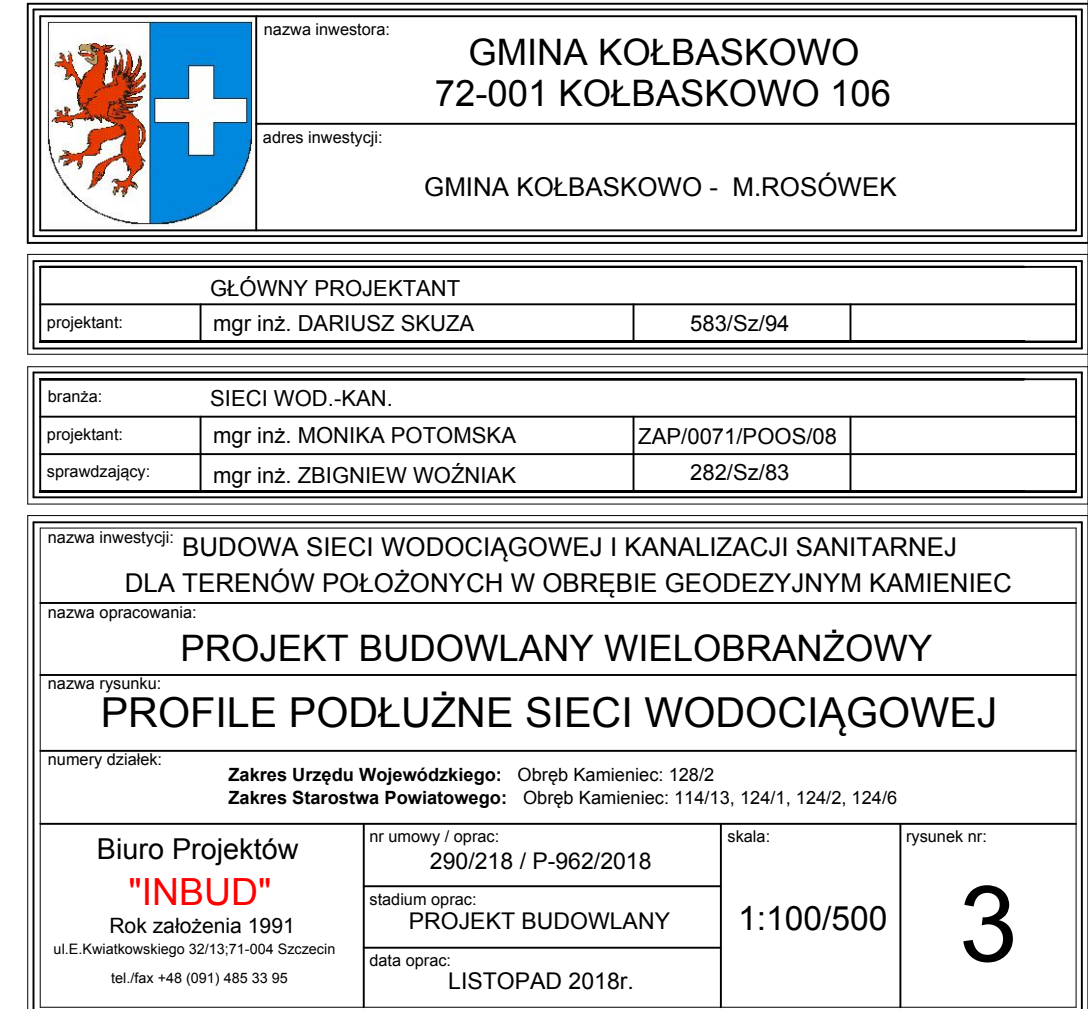 nazwa inwestora:
GMINA KOŁBASKOWO
72-001 KOŁBASKOWO 106
adres inwestycji:
GMINA KOŁBASKOWO - M.ROSÓWEK
GŁÓWNY PROJEKTANT
projektant: mgr inż. DARIUSZ SKUZA 583/Sz/94
branża: SIECI WOD.-KAN.
projektant: mgr inż. MONIKA POTOMSKA ZAP/0071/POOS/08
sprawdzający: mgr inż. ZBIGNIEW WOŹNIAK 282/Sz/83
nazwa inwestycji: BUDOWA SIECI WODOCIĄGOWEJ I KANALIZACJI SANITARNEJ
DLA TERENÓW POŁOŻONYCH W OBRĘBIE GEODEZYJNYM KAMIENIEC
nazwa opracowania:
PROJEKT BUDOWLANY WIELOBRANŻOWY
nazwa rysunku:
PROFILE PODŁUŻNE SIECI WODOCIĄGOWEJ
numery działek:
Zakres Urzędu Wojewódzkiego: Obręb Kamieniec: 128/2
Zakres Starostwa Powiatowego: Obręb Kamieniec: 114/13, 124/1, 124/2, 124/6
Biuro Projektów
"INBUD"
Rok założenia 1991
ul.E.Kwiatkowskiego 32/13;71-004 Szczecin
tel./fax +48 (091) 485 33 95
nr umowy / oprac:
290/218 / P-962/2018
stadium oprac:
PROJEKT BUDOWLANY
data oprac:
LISTOPAD 2018r.
skala:
1:100/500
rysunek nr:
3